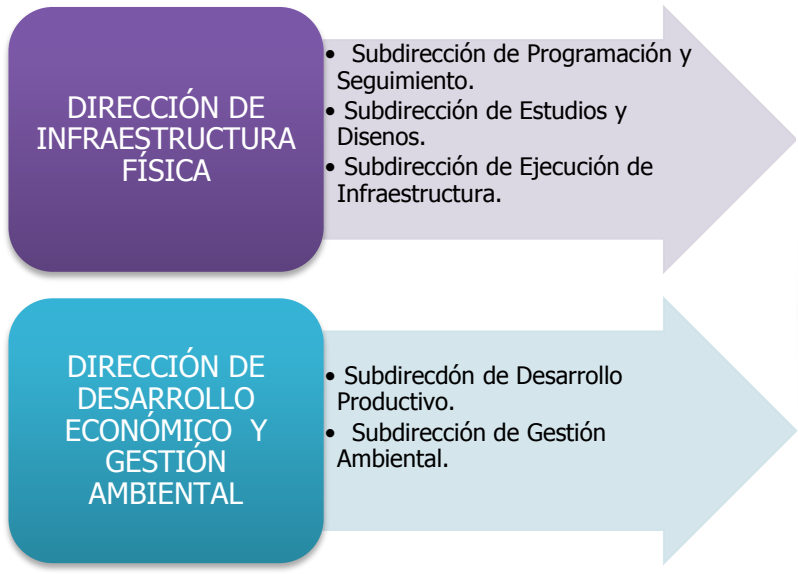 DIRECCIÓN DE
INFRAESTRUCTURA
FÍSICA
• Subdirección de Programación y
Seguimiento.
• Subdirección de Estudios y
Disenos.
• Subdirección de Ejecución de
Infraestructura.
DIRECCIÓN DE
DESARROLLO
ECONÓMICO Y
GESTIÓN
AMBIENTAL
• Subdirecdón de Desarrollo
Productivo.
• Subdirección de Gestión
Ambiental.